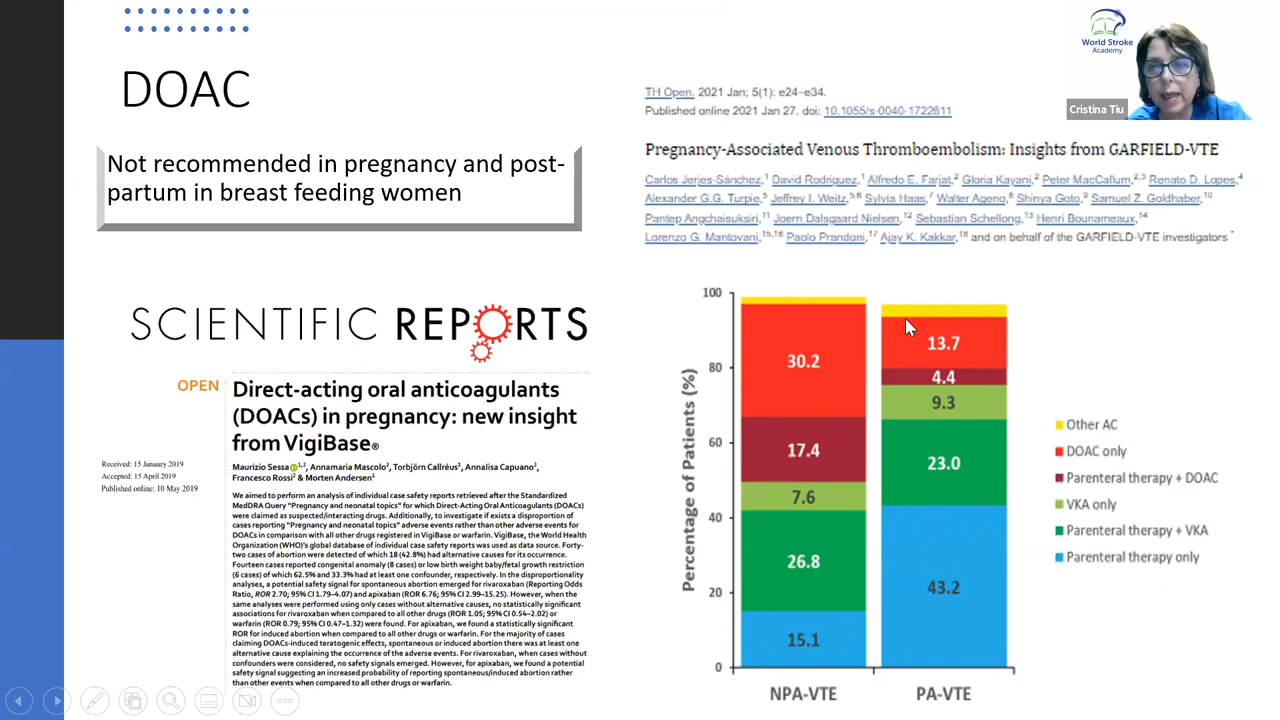 DOAC
Not recommended in pregnancy and post-
partum in breast feeding women
SCIENTIFIC REPORTS
OPEN
Direct-acting oral anticoagulants
(DOACs) in pregnancy: new insight
from VigiBase®
Received: 15 January 2019
Accepted: 15 April 2019
Published online: 10 May 2019
Maurizio Sessa 1,2, Annamaria Mascolo2, Torbjörn Callréus1, Annalisa Capuano2,
Francesco Rossi2 & Morten Andersen1
We aimed to perform an analysis of individual case safety reports retrieved after the Standardized
MedDRA Query "Pregnancy and neonatal topics" for which Direct-Acting Oral Anticoagulants (DOACs)
were claimed as suspected/interacting drugs. Additionally, to investigate if exists a disproportion of
cases reporting "Pregnancy and neonatal topics" adverse events rather than other adverse events for
DOACs in comparison with all other drugs registered in VigiBase or warfarin. VigiBase, the World Health
Organization (WHO)'s global database of individual case safety reports was used as data source. Forty-
two cases of abortion were detected of which 18 (42.8%) had alternative causes for its occurrence.
Fourteen cases reported congenital anomaly (8 cases) or low birth weight baby/fetal growth restriction
(6 cases) of which 62.5% and 33.3% had at least one confounder, respectively. In the disproportionality
analyses, a potential safety signal for spontaneous abortion emerged for rivaroxaban (Reporting Odds
Ratio, ROR 2.70; 95% CI 1.79–4.07) and apixaban (ROR 6.76; 95% CI 2.99–15.25). However, when the
same analyses were performed using only cases without alternative causes, no statistically significant
associations for rivaroxaban when compared to all other drugs (ROR 1.05; 95% CI 0.54–2.02) or
warfarin (ROR 0.79; 95% CI 0.47–1.32) were found. For apixaban, we found a statistically significant
ROR for induced abortion when compared to all other drugs or warfarin. For the majority of cases
claiming DOACs-induced teratogenic effects, spontaneous or induced abortion there was at least one
alternative cause explaining the occurrence of the adverse events. For rivaroxaban, when cases without
confounders were considered, no safety signals emerged. However, for apixaban, we found a potential
safety signal suggesting an increased probability of reporting spontaneous/induced abortion rather
than other events when compared to all other drugs or warfarin.
World Stroke
Academy
Cristina Tiu
TH Open. 2021 Jan; 5(1): e24–e34.
Published online 2021 Jan 27. doi: 10.1055/s-0040-1722611
Pregnancy-Associated Venous Thromboembolism: Insights from GARFIELD-VTE
Carlos Jerjes-Sánchez,1 David Rodriguez,1 Alfredo E. Farjat,2 Gloria Kayani,2 Peter MacCallum,2,3 Renato D. Lopes,4
Alexander G.G. Turpie,5 Jeffrey I. Weitz,5,6 Sylvia Haas,7 Walter Ageno,8 Shinya Goto,9 Samuel Z. Goldhaber,10
Pantep Angchaisuksiri,11 Joern Dalsgaard Nielsen,12 Sebastian Schellong,13 Henri Bounameaux,14
Lorenzo G. Mantovani,15,16 Paolo Prandoni,17 Ajay K. Kakkar,18 and on behalf of the GARFIELD-VTE investigators *
Percentage of Patients (%)
100
80
60
40
20
0
30.2
17.4
7.6
26.8
15.1
13.7
4.4
9.3
23.0
43.2
NPA-VTE
PA-VTE
Other AC
DOAC only
Parenteral therapy + DOAC
VKA only
Parenteral therapy + VKA
Parenteral therapy only